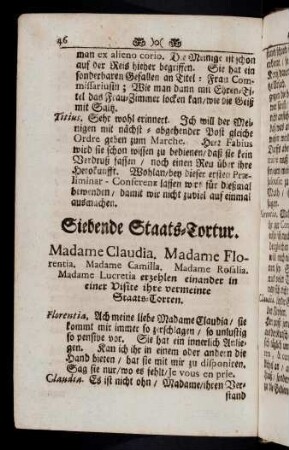 46 )o(
man ex alieno corio. Die Meinige ist schon
auf der Reis hieher begriffen. Sie hat ein
sonderbaren Gefallen an Titel: Frau Com-
missariusin; Wie man dann mit Ehren-Ti-
tel das Frau-Zimmer locken kan/wie die Geiß
mit Saltz.
Titius. Sehr wohl erinnert. Ich will der Mei-
nigen mit nächst-abgehender Post gleiche
Ordre geben zum Marche. Herr Fabius
wird sie schon wissen zu bedienen/daß sie kein
Verdruß fassen/ noch einen Reu über ihre
Herokunfft. Wohlan/bey dieser ersten Præ-
liminar-Conferenz lassen wir für dießmal
bewenden/ damit wir nicht zuviel auf einmal
ausmachen.
Siebende Staats-Tortur.
Madame Claudia, Madame Flo-
rentia, Madame Camilla, Madame Rosalia.
Madame Lucretia erzehlen einander in
einer Visite ihre vermeinte
Staats-Torten.
Florentia. Ach meine liebe Madame Claudia/ sie
kommt mir immer so zerschlagen/ so unlustig
so pensive vor. Sie hat ein innerlich Anlie-
gen. Kan ich ihr in einem oder andern die
Hand bieten/ hat sie mit mir zu disponiren.
Sag sie nur/wo es fehlt/Je vous en prie.
Claudia. Es ist nicht ohn/ Madame/ihren Ver-
stand